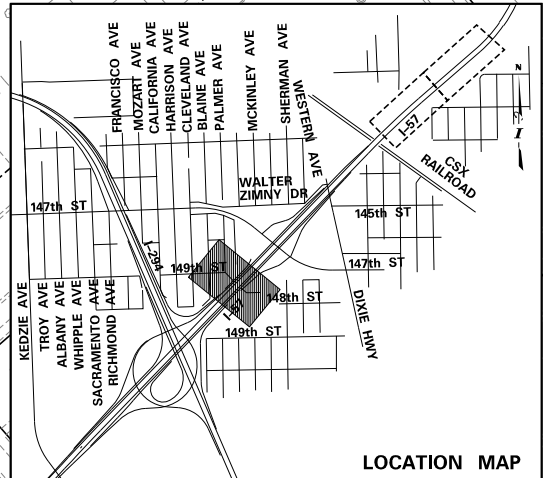 FRANCISCO AVE
MOZART AVE
CALIFORNIA AVE
HARRISON AVE
CLEVELAND AVE
BLAINE AVE
PALMER AVE
MCKINLEY AVE
SHERMAN AVE
WESTERN AVE
I-57
N
CSX
RAILROAD
WALTER
ZIMNY DR
147th ST
145th ST
I-294
149th ST
147th ST
148th ST
I-57
149th ST
DIXIE HWY
KEDZIE AVE
TROY AVE
ALBANY AVE
WHIPPLE AVE
SACRAMENTO AVE
RICHMOND AVE
LOCATION MAP